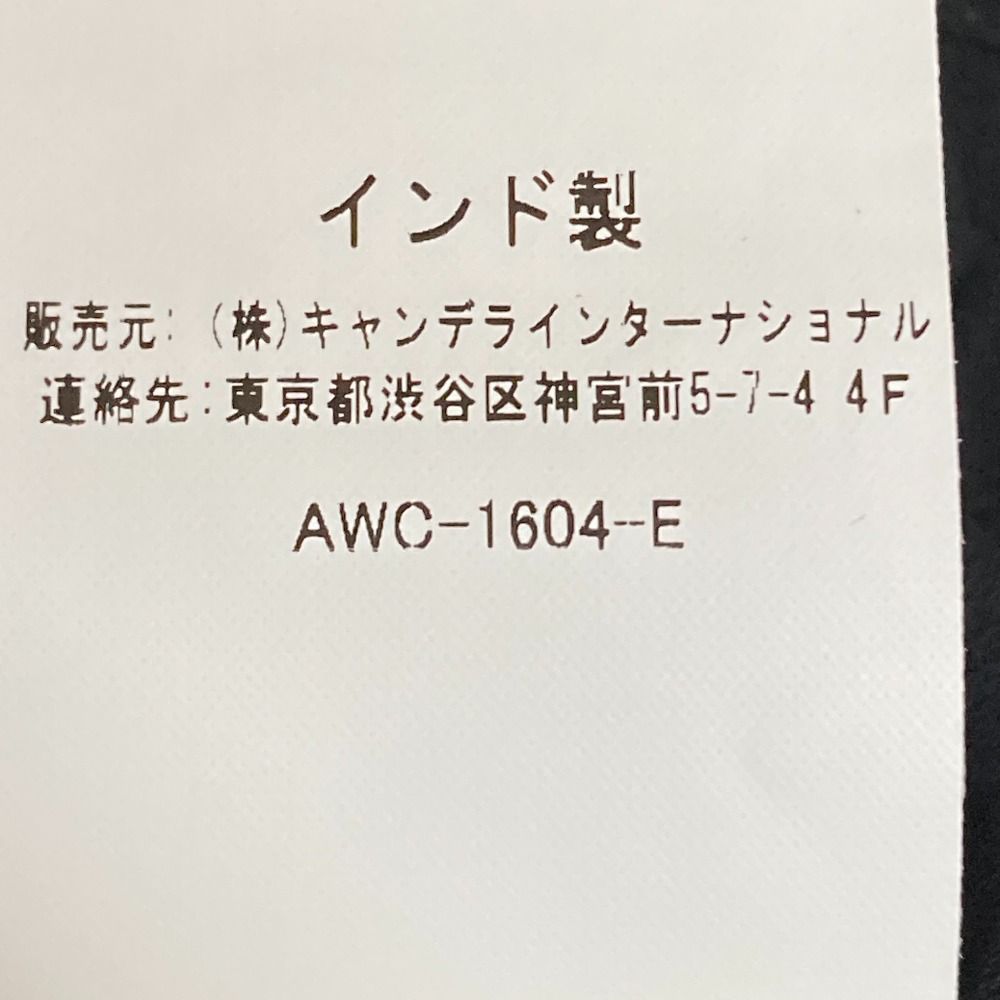 インド製
販売元:(株)キャンデラインターナショナル
連絡先:東京都渋谷区神宮前5-7-4 4F
AWC-1604-E